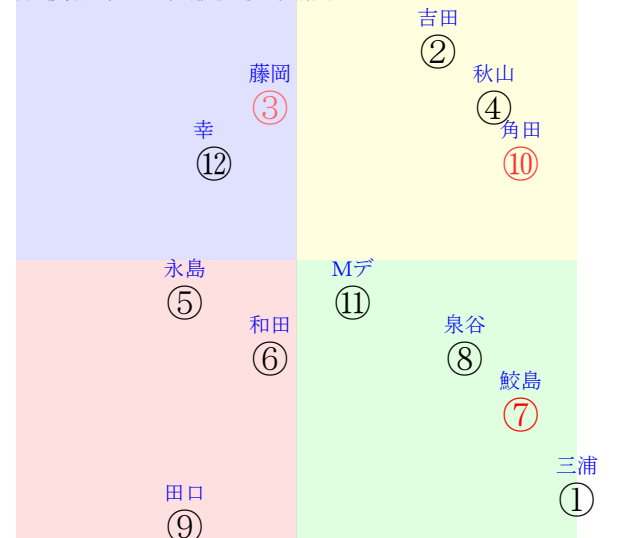 吉田
②
藤岡
③
秋山
④
幸
⑫
角田
⑩
永島
⑤
Mデ
⑪
和田
⑥
泉谷
⑧
鮫島
⑦
三浦
①
田口
⑨